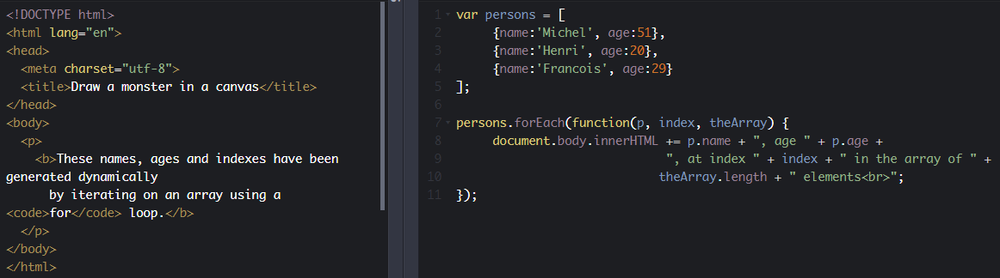 <!DOCTYPE html>
<html lang="en">
<head>
  <meta charset="utf-8">
  <title>Draw a monster in a canvas</title>
</head>
<body>
  <p>
    <b>These names, ages and indexes have been
generated dynamically
      by iterating on an array using a
<code>for</code> loop.</b>
  </p>
</body>
</html>
1 var persons = [
2      {name:'Michel', age:51},
3      {name:'Henri', age:20},
4      {name:'Francois', age:29}
5 ];
6
7 persons.forEach(function(p, index, theArray) {
8      document.body.innerHTML += p.name + ", age " + p.age +
9                              ", at index " + index + " in the array of " +
10                             theArray.length + " elements<br>";
11 });